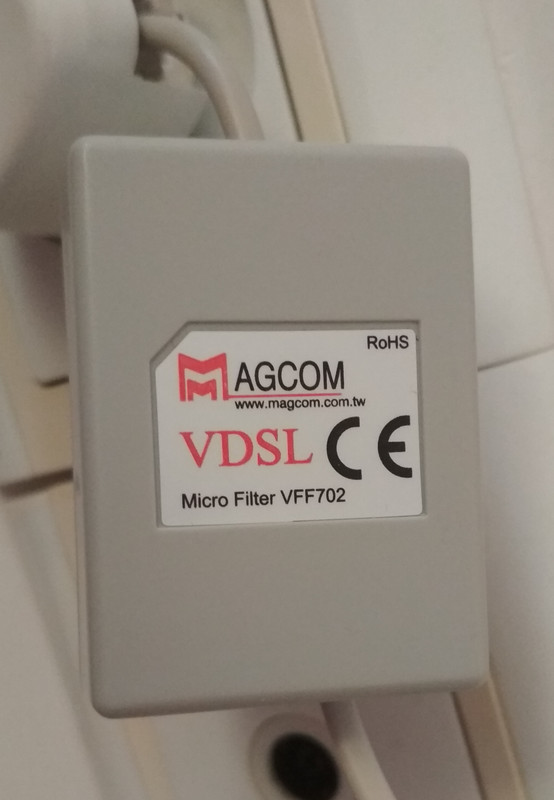 RoHS
MAGCOM
www.magcom.com.tw
VDSL CE
Micro Filter VFF702